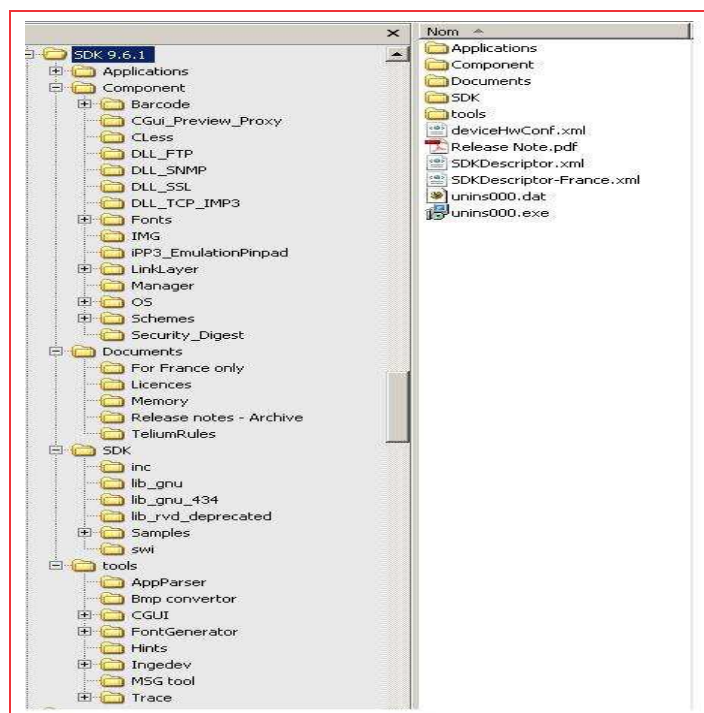 SDK 9.6.1
Applications
Component
Barcode
CGui_Preview_Proxy
CLess
DLL_FTP
DLL_SNMP
DLL_SSL
DLL_TCP_IMP3
Fonts
IMG
iPP3_EmulationPinpad
LinkLayer
Manager
OS
Schemes
Security_Digest
Documents
For France only
Licences
Memory
Release notes - Archive
TeliumRules
SDK
inc
lib_gnu
lib_gnu_434
lib_rvd_deprecated
Samples
swi
tools
AppParser
Bmp convertor
CGUI
FontGenerator
Hints
Ingedev
MSG tool
Trace
Nom
Applications
Component
Documents
SDK
tools
deviceHwConf.xml
Release Note.pdf
SDKDescriptor.xml
SDKDescriptor-France.xml
unins000.dat
unins000.exe